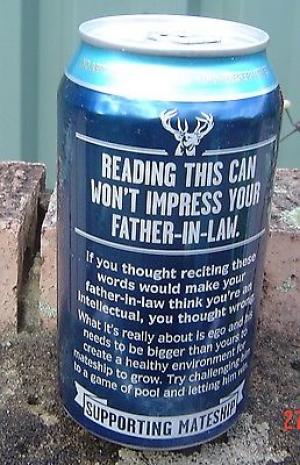 READING THIS CAN
WON'T IMPRESS YOUR
FATHER-IN-LAW.
If you thought reciting these
words would make your
father-in-law think you're an
intellectual, you thought wrong.
What it's really about is ego and his
needs to be bigger than yours to
create a healthy environment for
mateship to grow. Try challenging him
to a game of pool and letting him win.
SUPPORTING MATESHIP